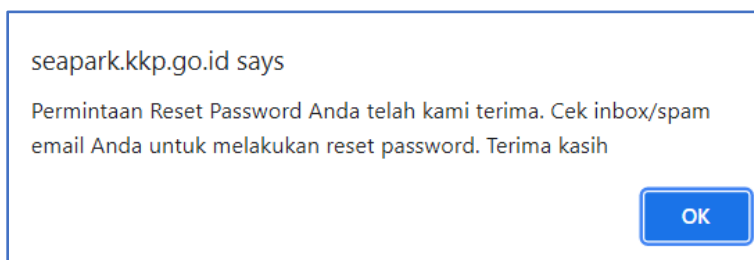 seapark.kkp.go.id says
Permintaan Reset Password Anda telah kami terima. Cek inbox/spam
email Anda untuk melakukan reset password. Terima kasih
OK